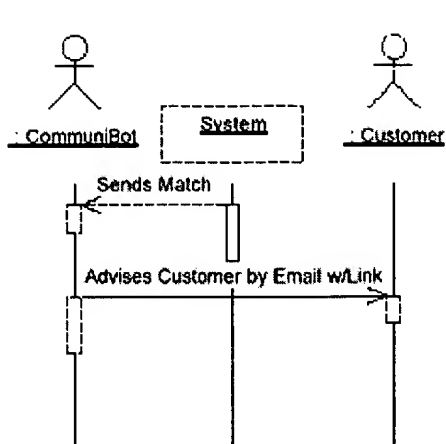 : CommuniBot
System
: Customer
Sends Match
Advises Customer by Email w/Link